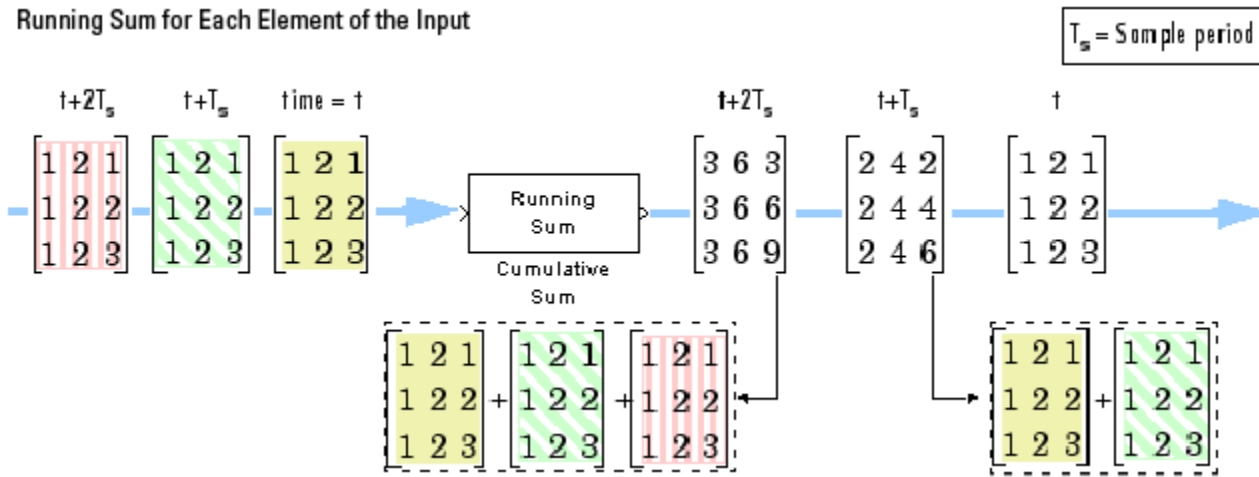 Running Sum for Each Element of the Input
Tₛ = Sample period
t+2Tₛ t+Tₛ time = t t+2Tₛ t+Tₛ t
1 2 1 1 2 1 1 2 1 3 6 3 2 4 2 1 2 1
1 2 2 1 2 2 1 2 2 Running 3 6 6 2 4 4 1 2 2
Sum
1 2 3 1 2 3 1 2 3 3 6 9 2 4 6 1 2 3
Cumulative
Sum
1 2 1 1 2 1 1 2 1 1 2 1 1 2 1
1 2 2 + 1 2 2 + 1 2 2 1 2 2 + 1 2 2
1 2 3 1 2 3 1 2 3 1 2 3 1 2 3